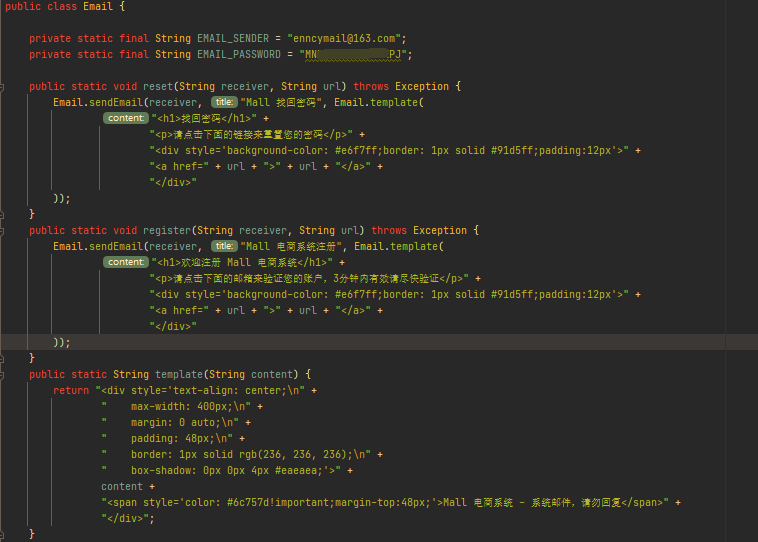 public class Email {
private static final String EMAIL_SENDER = "enncymail@163.com";
private static final String EMAIL_PASSWORD = "MN PJ";
public static void reset(String receiver, String url) throws Exception {
Email.sendEmail(receiver, title: "Mall 找回密码", Email.template(
content: "<h1>找回密码</h1>" +
"<p>请点击下面的链接来重置您的密码</p>" +
"<div style='background-color: #e6f7ff;border: 1px solid #91d5ff;padding:12px'>" +
"<a href=" + url + ">" + url + "</a>" +
"</div>"
));
}
public static void register(String receiver, String url) throws Exception {
Email.sendEmail(receiver, title: "Mall 电商系统注册", Email.template(
content: "<h1>欢迎注册 Mall 电商系统</h1>" +
"<p>请点击下面的邮箱来验证您的账户，3分钟内有效请尽快验证</p>" +
"<div style='background-color: #e6f7ff;border: 1px solid #91d5ff;padding:12px'>" +
"<a href=" + url + ">" + url + "</a>" +
"</div>"
));
}
public static String template(String content) {
return "<div style='text-align: center;\n" +
"    max-width: 400px;\n" +
"    margin: 0 auto;\n" +
"    padding: 48px;\n" +
"    border: 1px solid rgb(236, 236, 236);\n" +
"    box-shadow: 0px 0px 4px #eaeaea;'>" +
content +
"<span style='color: #6c757d!important;margin-top:48px;'>Mall 电商系统 - 系统邮件，请勿回复</span>" +
"</div>";
}